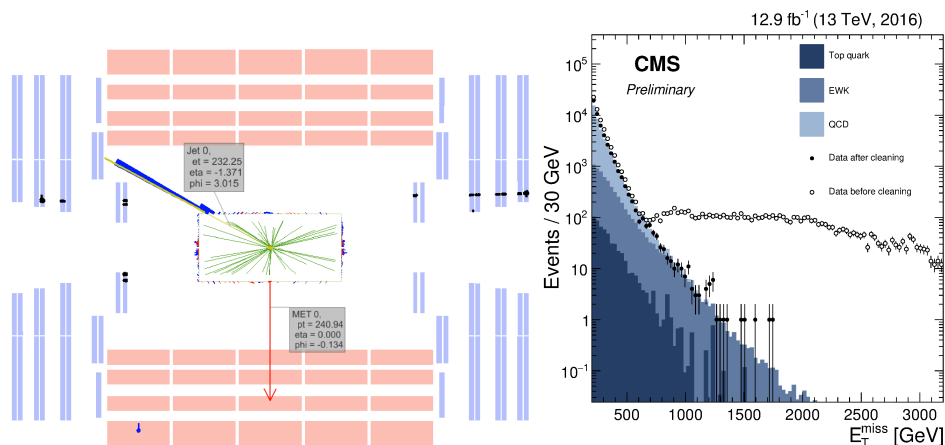 Jet 0,
et = 232.25
eta = -1.371
phi = 3.015
MET 0,
pt = 240.94
eta = 0.000
phi = -0.134
12.9 fb⁻¹ (13 TeV, 2016)
CMS
Preliminary
Top quark
EWK
QCD
Data after cleaning
Data before cleaning
Events / 30 GeV
10⁵
10⁴
10³
10²
10
1
10⁻¹
500 1000 1500 2000 2500 3000
E_T^miss [GeV]